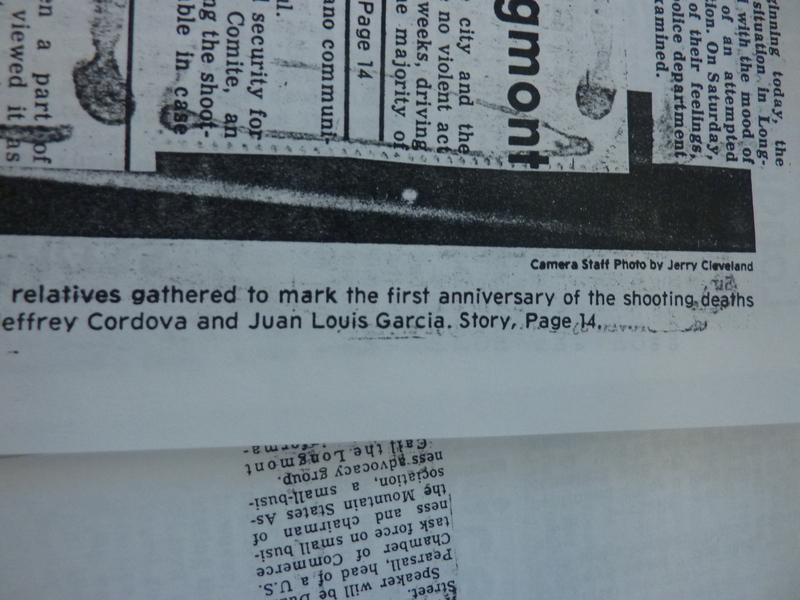 ginning today, the
situation in Long-
with the mood of
of an attempted
tion. On Saturday,
of their feelings,
police department
xamined.
gmont
city and the
no violent act
weeks, driving
e majority of
Page 14
ano communi-
al.
security for
Comite, an
ng the shoot-
ble in case
en a part of
viewed it as
Camera Staff Photo by Jerry Cleveland
relatives gathered to mark the first anniversary of the shooting deaths
effrey Cordova and Juan Louis Garcia. Story, Page 14.
Street.
Speaker will be
Pearsall, head of a U.S.
Chamber of Commerce
task force on small busi-
ness and chairman of
the Mountain States As-
sociation, a small-busi-
ness advocacy group.
Call the Longmont